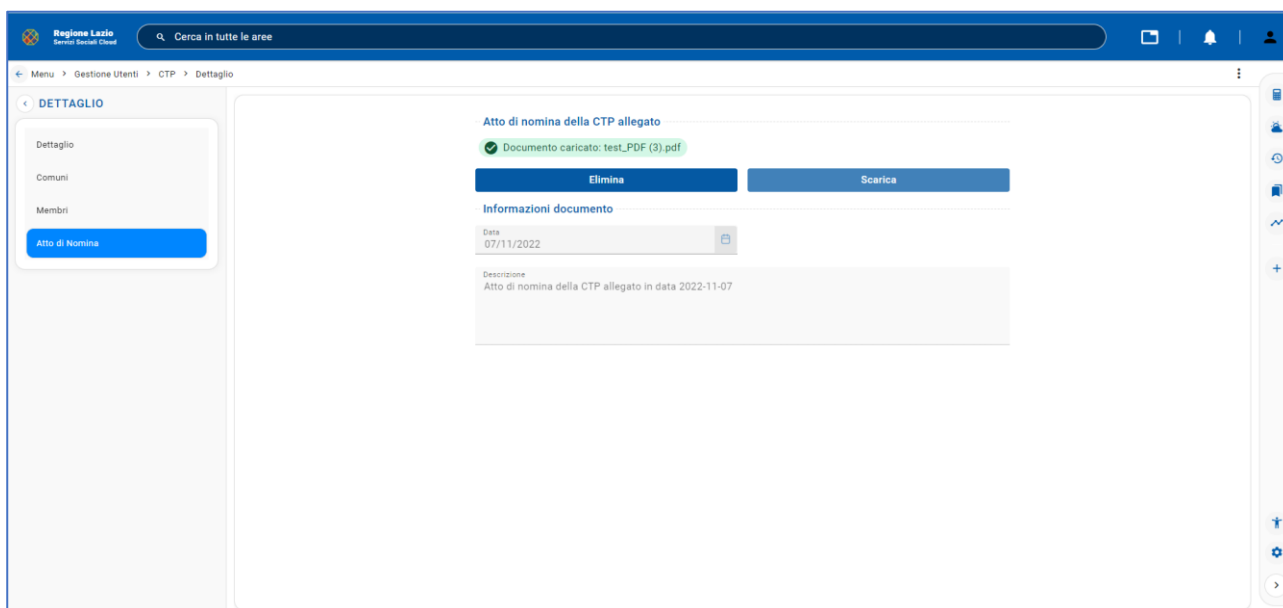 Regione Lazio
Servizi Sociali Cloud
Cerca in tutte le aree
Menu > Gestione Utenti > CTP > Dettaglio
DETTAGLIO
Dettaglio
Comuni
Membri
Atto di Nomina
Atto di nomina della CTP allegato
Documento caricato: test_PDF (3).pdf
Elimina
Scarica
Informazioni documento
Data
07/11/2022
Descrizione
Atto di nomina della CTP allegato in data 2022-11-07